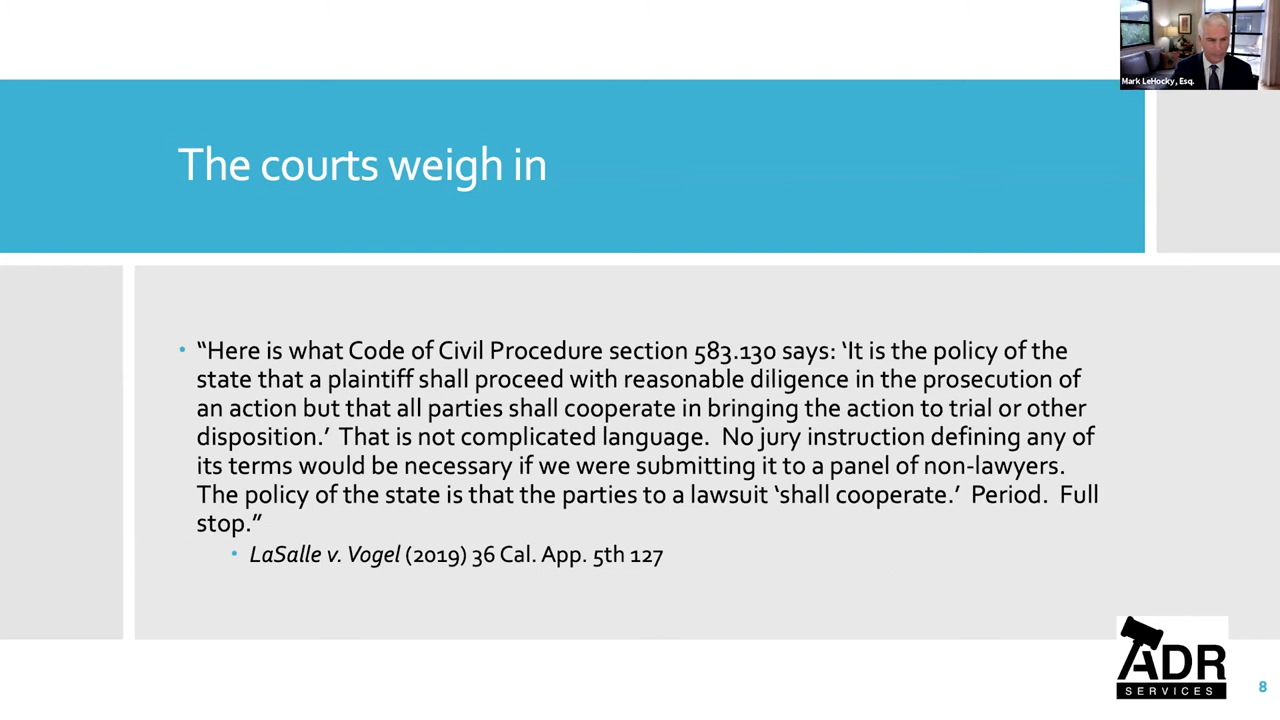 Mark LeHocky, Esq.
The courts weigh in
• “Here is what Code of Civil Procedure section 583.130 says: ‘It is the policy of the
state that a plaintiff shall proceed with reasonable diligence in the prosecution of
an action but that all parties shall cooperate in bringing the action to trial or other
disposition.’ That is not complicated language. No jury instruction defining any of
its terms would be necessary if we were submitting it to a panel of non-lawyers.
The policy of the state is that the parties to a lawsuit ‘shall cooperate.’ Period. Full
stop.”
• LaSalle v. Vogel (2019) 36 Cal. App. 5th 127
ADR
SERVICES
8